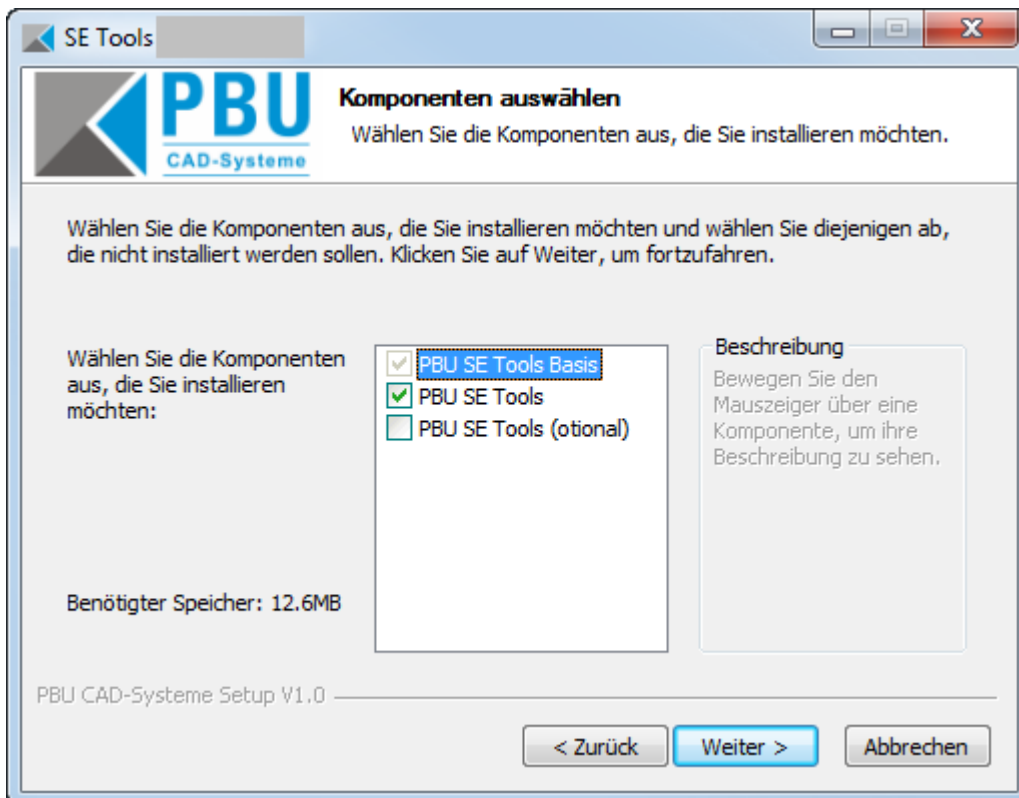 SE Tools
PBU
CAD-Systeme
Komponenten auswählen
Wählen Sie die Komponenten aus, die Sie installieren möchten.
Wählen Sie die Komponenten aus, die Sie installieren möchten und wählen Sie diejenigen ab,
die nicht installiert werden sollen. Klicken Sie auf Weiter, um fortzufahren.
Wählen Sie die Komponenten
aus, die Sie installieren
möchten:
PBU SE Tools Basis
PBU SE Tools
PBU SE Tools (otional)
Beschreibung
Bewegen Sie den
Mauszeiger über eine
Komponente, um ihre
Beschreibung zu sehen.
Benötigter Speicher: 12.6MB
PBU CAD-Systeme Setup V1.0
< Zurück
Weiter >
Abbrechen